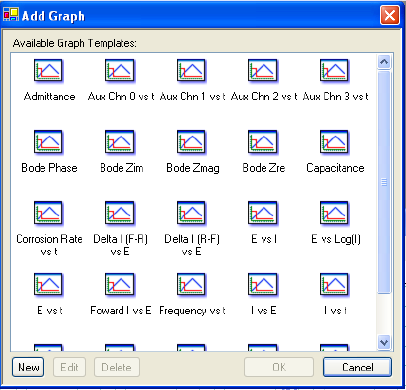 Add Graph
Available Graph Templates:
Admittance Aux Chn 0 vs t Aux Chn 1 vs t Aux Chn 2 vs t Aux Chn 3 vs t
Bode Phase Bode Zim Bode Zmag Bode Zre Capacitance
Corrosion Rate vs t Delta I (F-R) vs E Delta I (R-F) vs E E vs I E vs Log(I)
E vs t Foward I vs E Frequency vs t I vs E I vs t
New Edit Delete OK Cancel